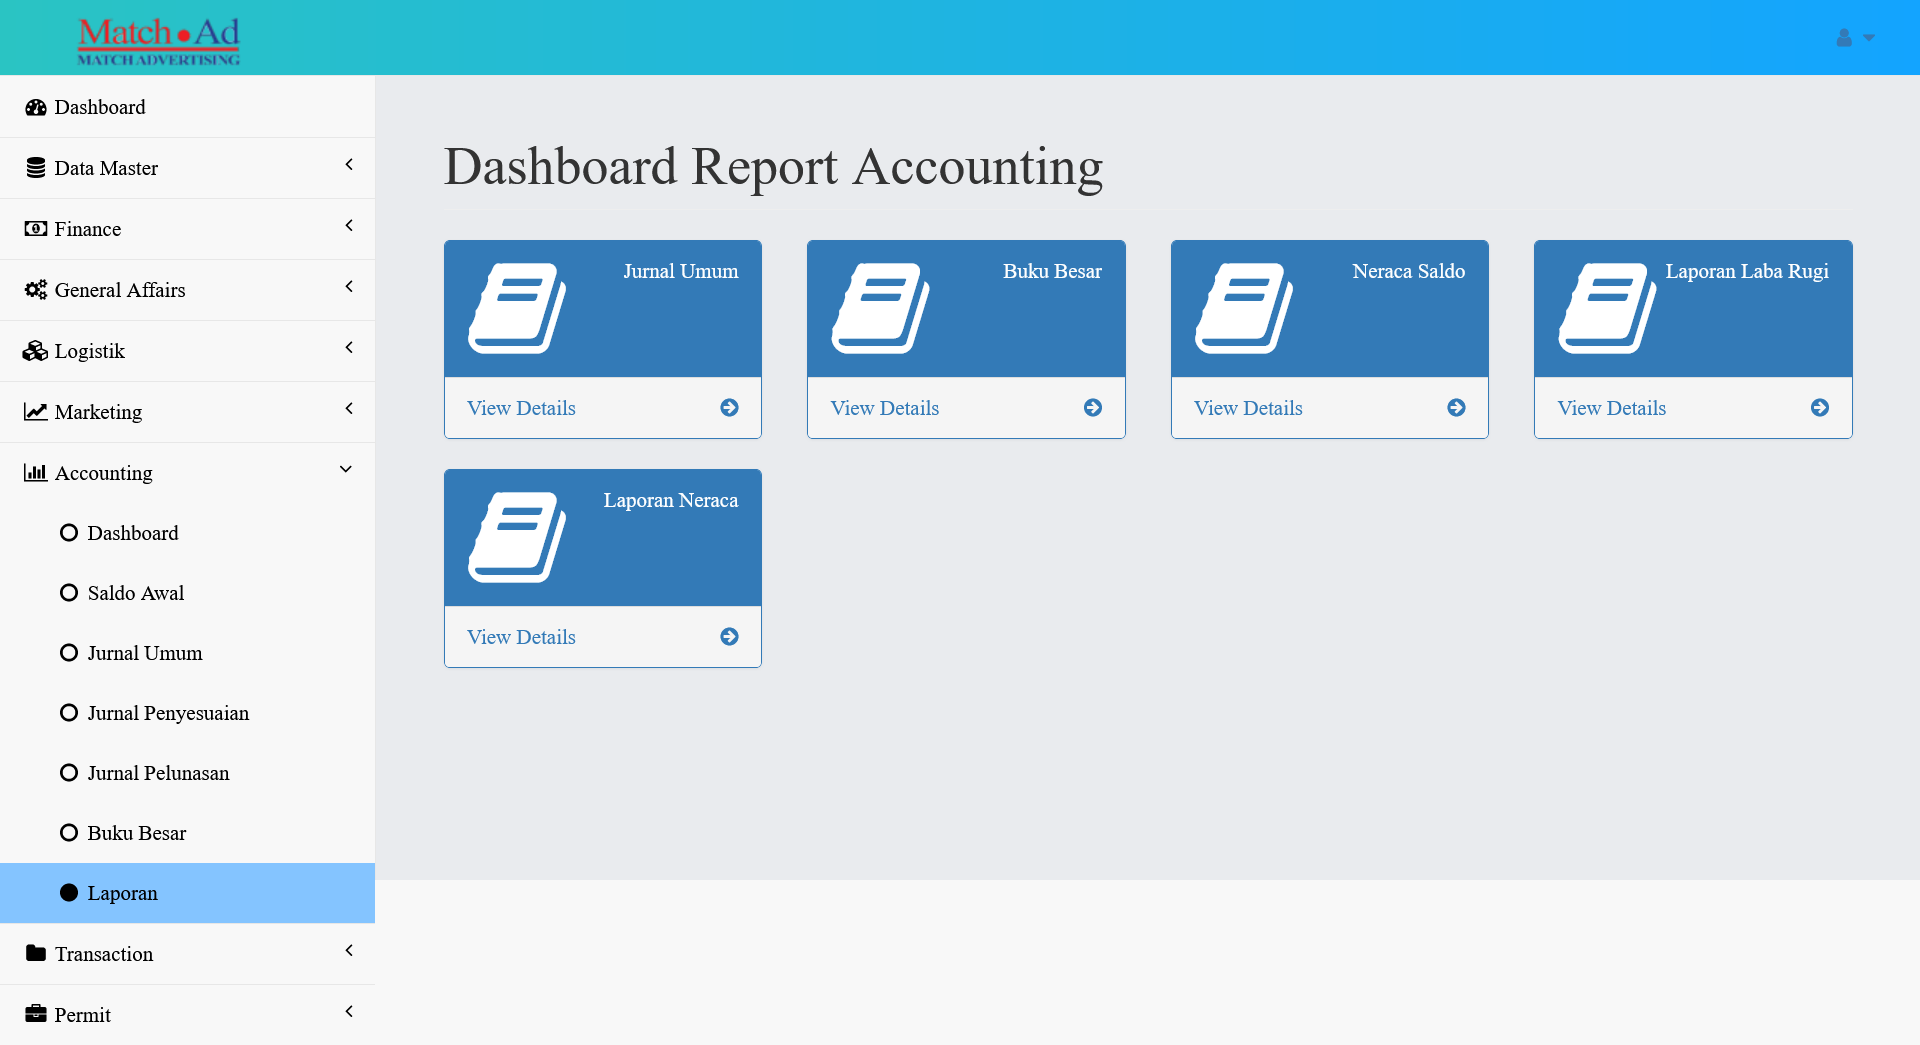 Match Ad
MATCH ADVERTISING
Dashboard
Data Master
Finance
General Affairs
Logistik
Marketing
Accounting
Dashboard
Saldo Awal
Jurnal Umum
Jurnal Penyesuaian
Jurnal Pelunasan
Buku Besar
Laporan
Transaction
Permit
Dashboard Report Accounting
Jurnal Umum
View Details
Buku Besar
View Details
Neraca Saldo
View Details
Laporan Laba Rugi
View Details
Laporan Neraca
View Details